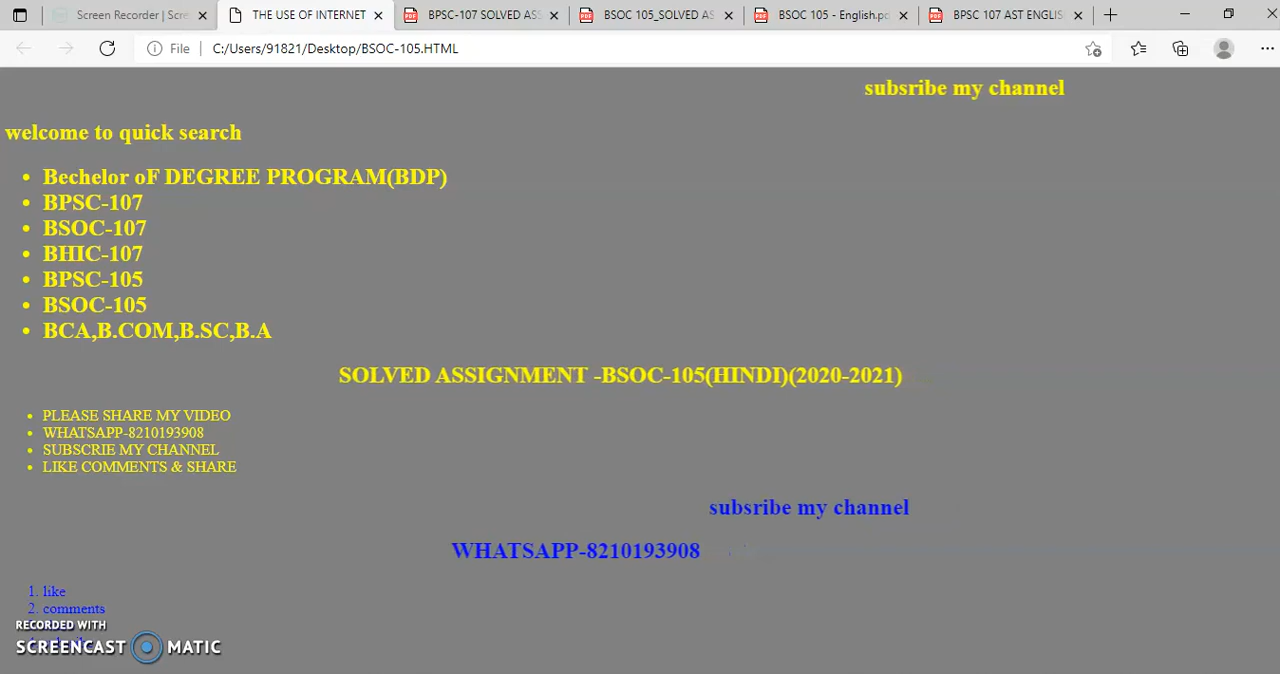 Screen Recorder | Scre
THE USE OF INTERNET
BPSC-107 SOLVED ASS
BSOC 105_SOLVED AS
BSOC 105 - English.pd
BPSC 107 AST ENGLIS
File
C:/Users/91821/Desktop/BSOC-105.HTML
subsribe my channel
welcome to quick search
• Bechelor oF DEGREE PROGRAM(BDP)
• BPSC-107
• BSOC-107
• BHIC-107
• BPSC-105
• BSOC-105
• BCA,B.COM,B.SC,B.A
SOLVED ASSIGNMENT -BSOC-105(HINDI)(2020-2021)
• PLEASE SHARE MY VIDEO
• WHATSAPP-8210193908
• SUBSCRIE MY CHANNEL
• LIKE COMMENTS & SHARE
subsribe my channel
WHATSAPP-8210193908
1. like
2. comments
RECORDED WITH
SCREENCAST MATIC